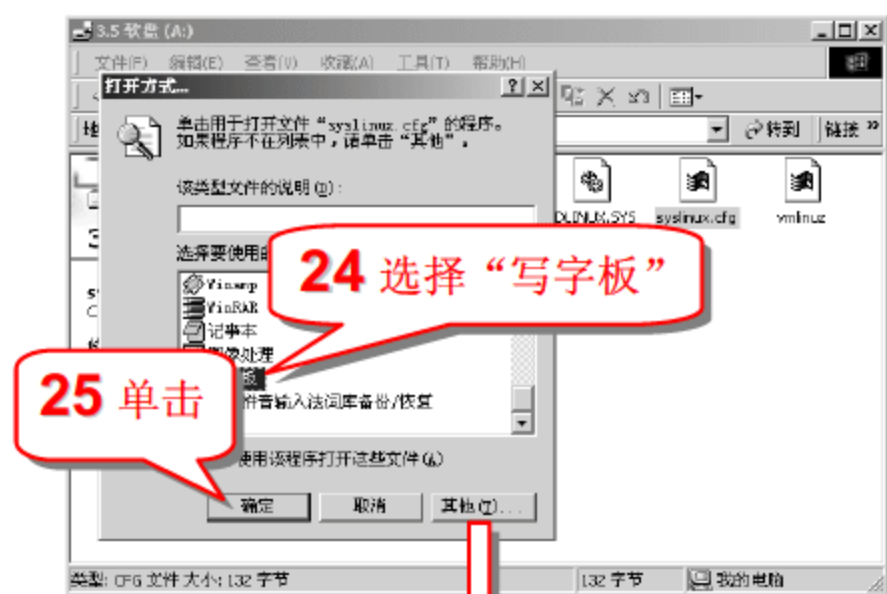 3.5 软盘 (A:)
文件(F) 编辑(E) 查看(V) 收藏(A) 工具(T) 帮助(H)
打开方式...
单击用于打开文件“syslinux.cfg”的程序。
如果程序不在列表中，请单击“其他”。
转到 链接 »
该类型文件的说明(D):
syslinux.cfg vmlinuz
选择要使用的
24 选择“写字板”
Winamp
WinRAR
记事本
图像处理
25 单击
音输入法词库备份/恢复
使用该程序打开这些文件(A)
确定 取消 其他(T)...
类型: CFG 文件 大小: 132 字节 132 字节 我的电脑